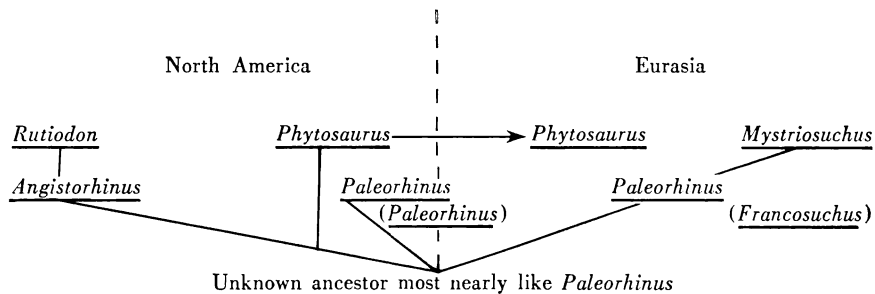 North America Eurasia
Rutiodon Phytosaurus Phytosaurus Mystriosuchus
Angistorhinus Paleorhinus Paleorhinus
(Paleorhinus) (Francosuchus)
Unknown ancestor most nearly like Paleorhinus